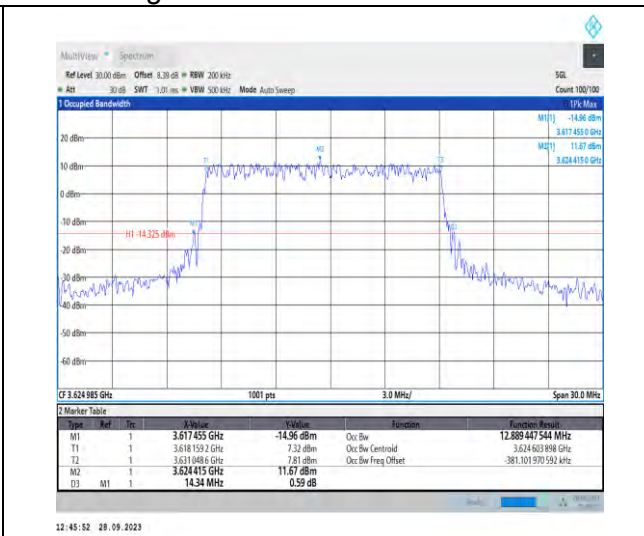 MultiView Spectrum
Ref Level 30.00 dBm Offset 8.39 dB RBW 200 kHz SGL
Att 30 dB SWT 1.01 ms VBW 500 kHz Mode Auto Sweep Count 100/100
1 Occupied Bandwidth 1Pk Max
M1[1] -14.96 dBm
3.617 455 0 GHz
M2[1] 11.67 dBm
3.624 415 0 GHz
20 dBm
M2
T1 T2
10 dBm
0 dBm
-10 dBm
M1 D3
H1 -14.325 dBm
-20 dBm
-30 dBm
-40 dBm
-50 dBm
-60 dBm
CF 3.624 985 GHz 1001 pts 3.0 MHz/ Span 30.0 MHz
2 Marker Table
Type Ref Trc X-Value Y-Value Function Function Result
M1 1 3.617 455 GHz -14.96 dBm Occ Bw 12.889 447 544 MHz
T1 1 3.618 159 2 GHz 7.32 dBm Occ Bw Centroid 3.624 603 898 GHz
T2 1 3.631 048 6 GHz 7.81 dBm Occ Bw Freq Offset -381.101 970 592 kHz
M2 1 3.624 415 GHz 11.67 dBm
D3 M1 1 14.34 MHz 0.59 dB
12:45:52 28.09.2023